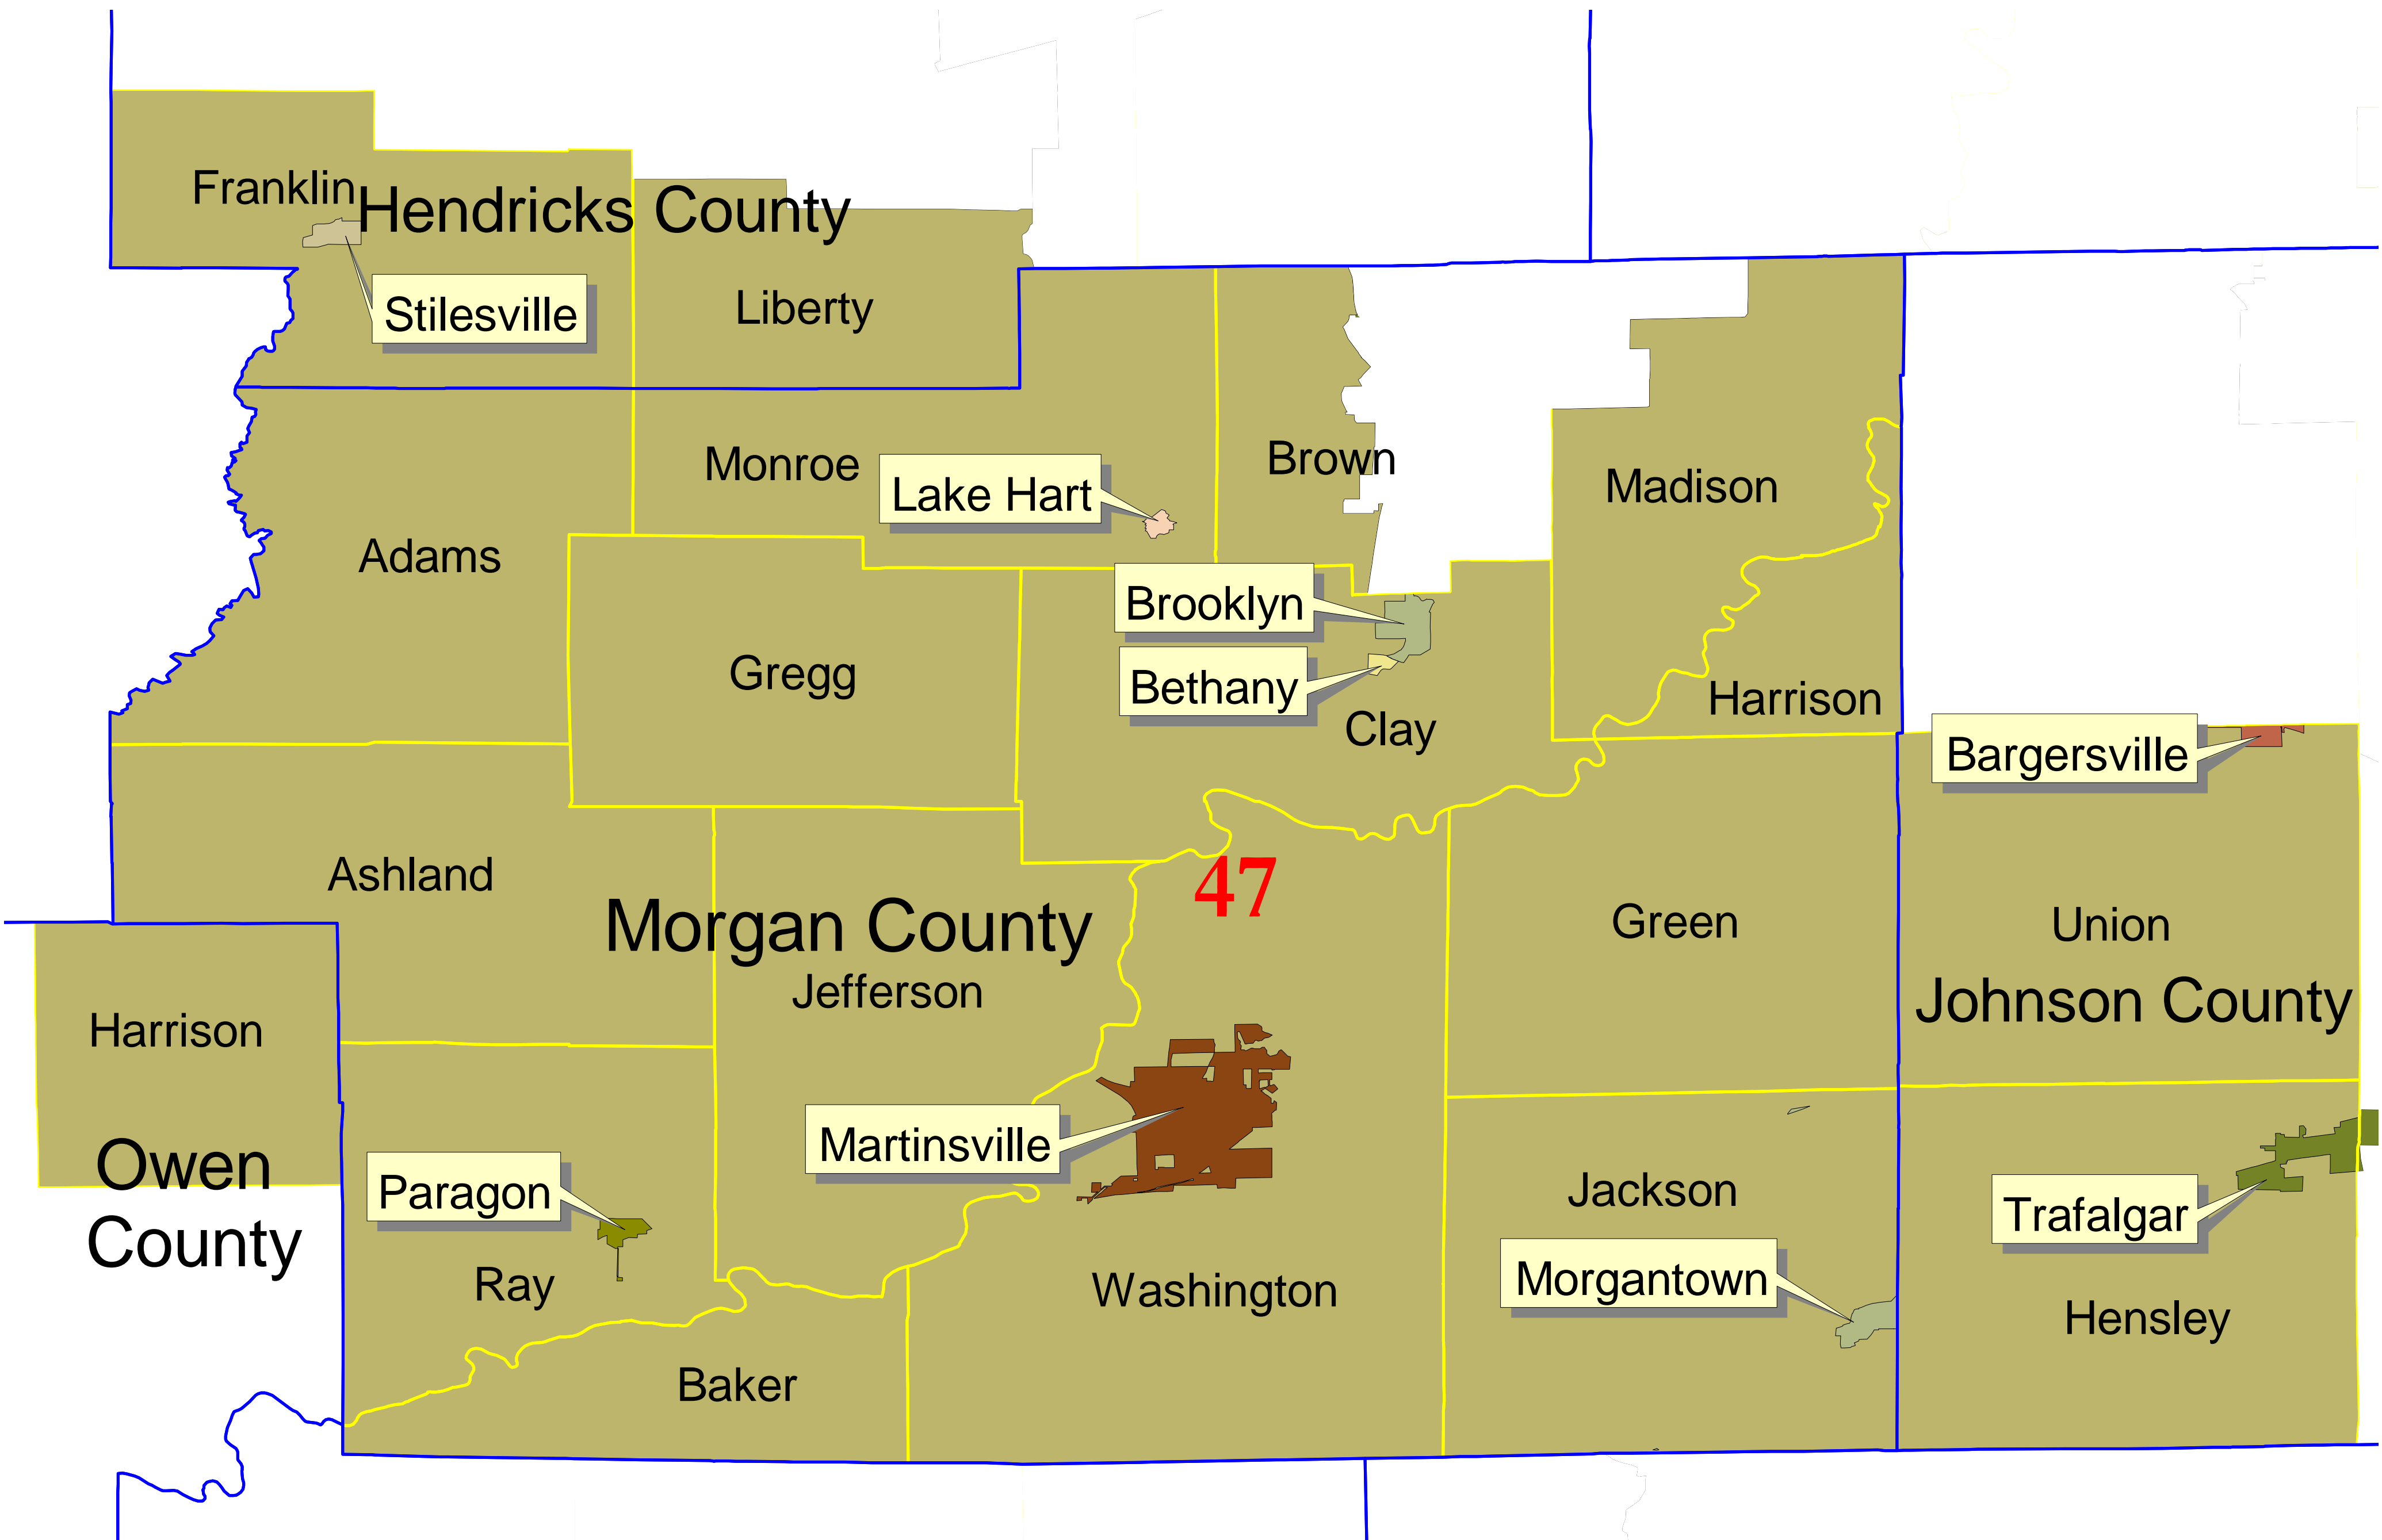 Franklin
Hendricks County
Stilesville
Liberty
Monroe
Lake Hart
Brown
Madison
Adams
Brooklyn
Gregg
Bethany
Harrison
Clay
Bargersville
Ashland
47
Morgan County
Green
Union
Jefferson
Johnson County
Harrison
Martinsville
Owen
County
Paragon
Jackson
Trafalgar
Ray
Washington
Morgantown
Hensley
Baker